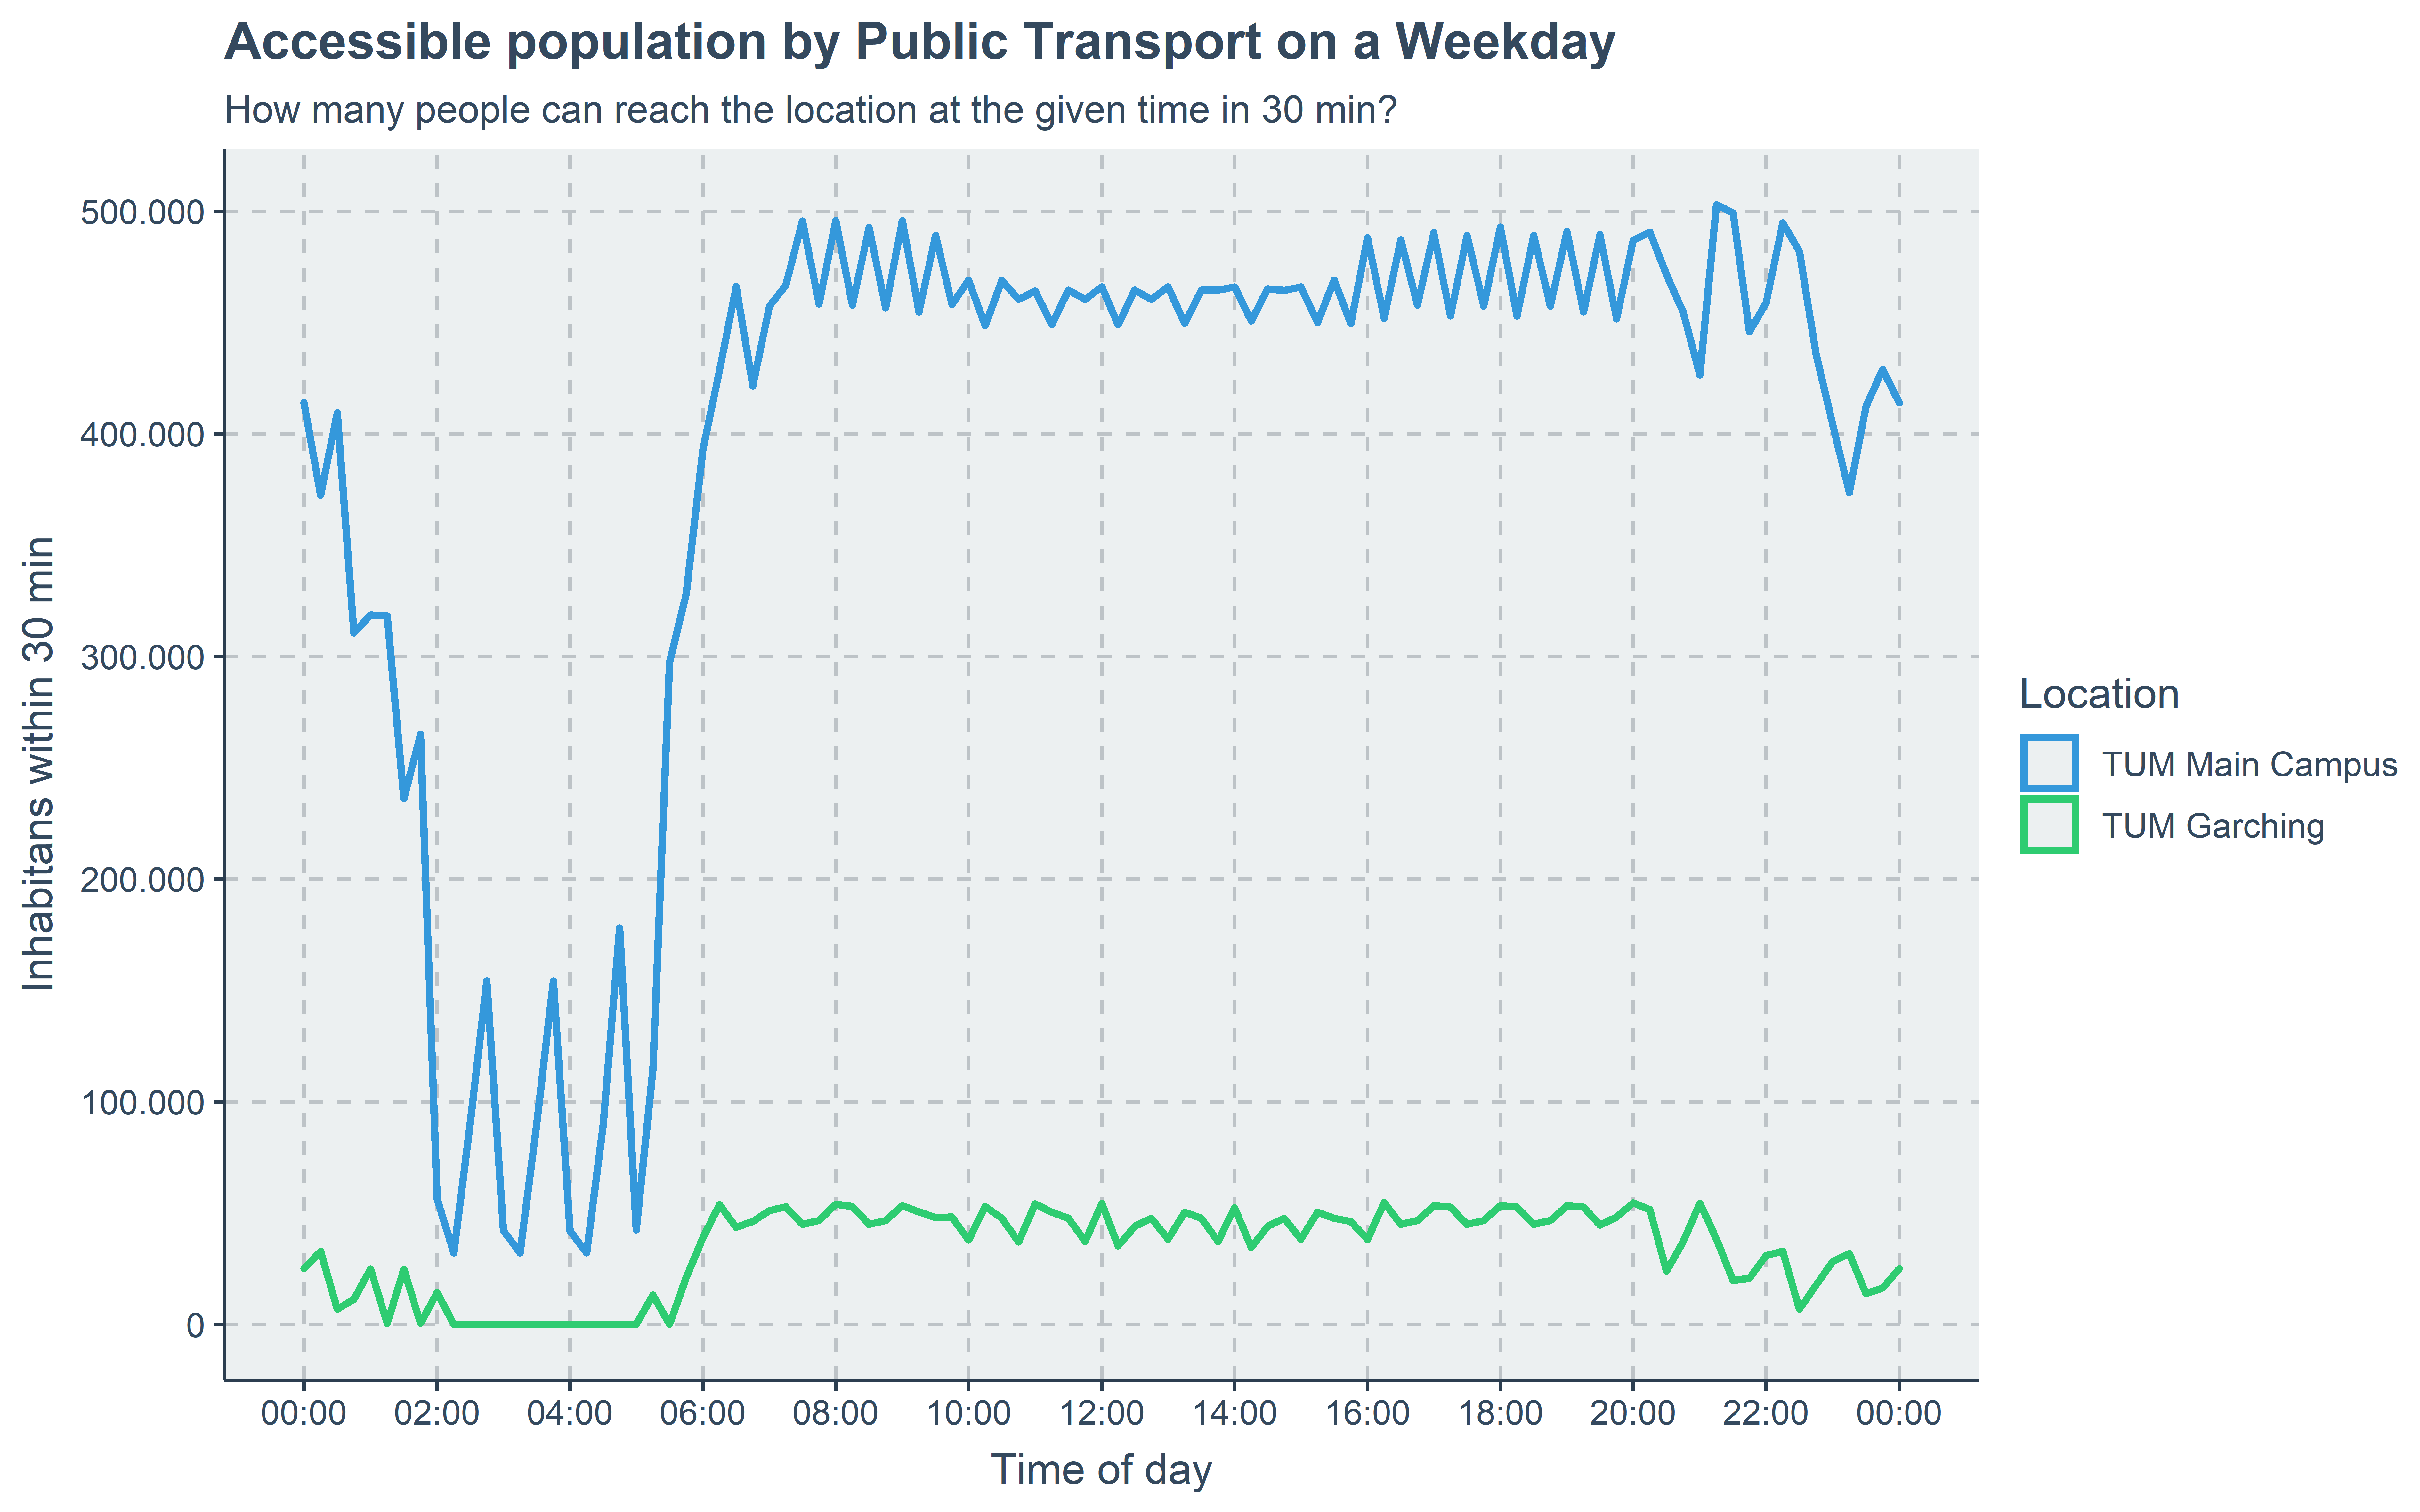 Accessible population by Public Transport on a Weekday
How many people can reach the location at the given time in 30 min?
Inhabitans within 30 min
500.000
400.000
300.000
200.000
100.000
0
00:00 02:00 04:00 06:00 08:00 10:00 12:00 14:00 16:00 18:00 20:00 22:00 00:00
Time of day
Location
TUM Main Campus
TUM Garching